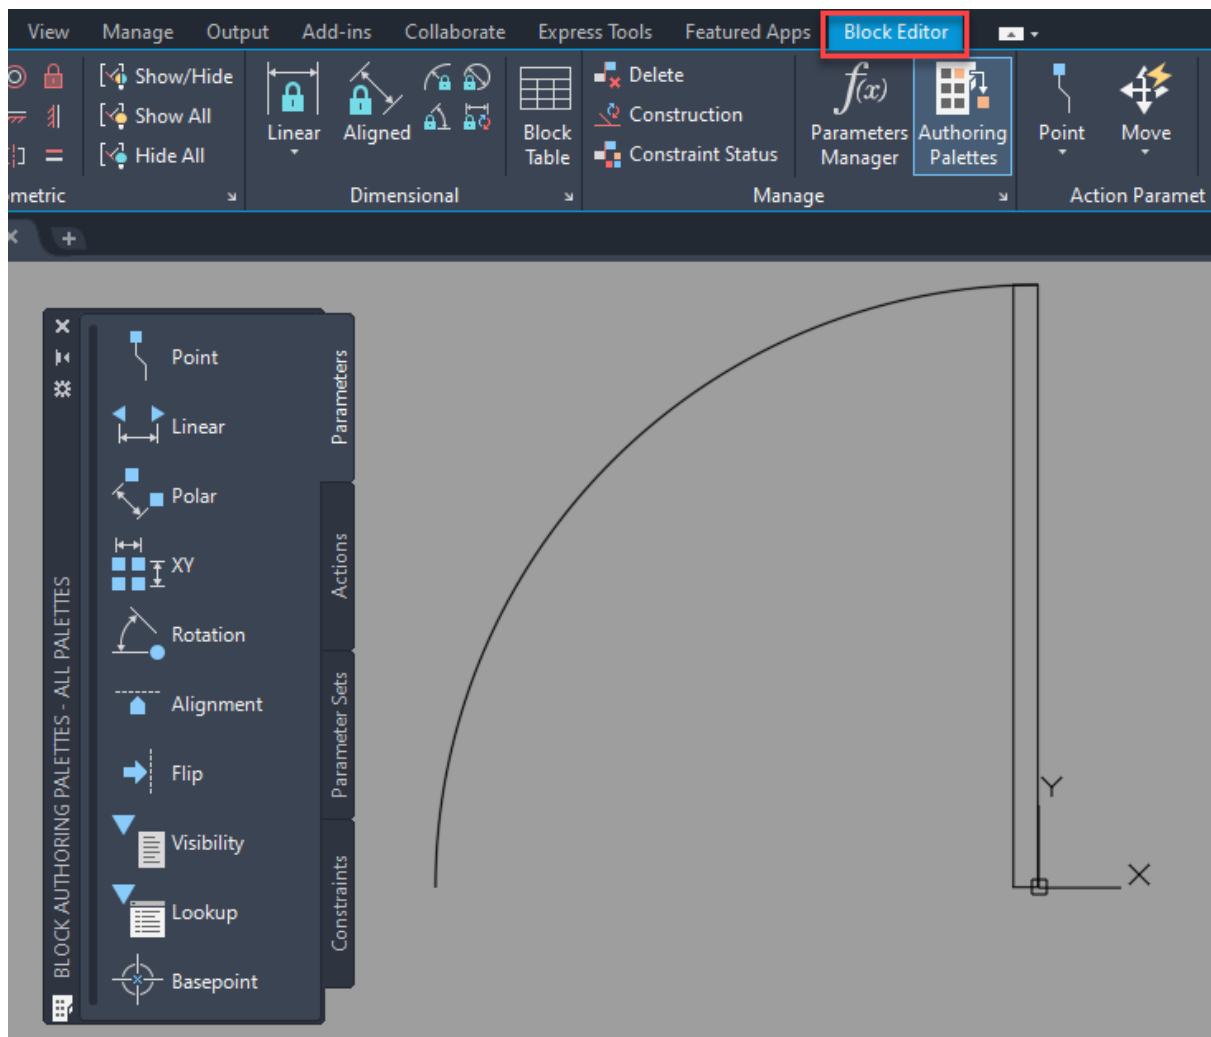 View Manage Output Add-ins Collaborate Express Tools Featured Apps Block Editor
Show/Hide
Show All
Hide All
Linear
Aligned
Block
Table
Delete
Construction
Constraint Status
f(x)
Parameters
Manager
Authoring
Palettes
Point
Move
metric
Dimensional
Manage
Action Paramet
Point
Linear
Polar
XY
Rotation
Alignment
Flip
Visibility
Lookup
Basepoint
Parameters
Actions
Parameter Sets
Constraints
BLOCK AUTHORING PALETTES - ALL PALETTES
Y
X